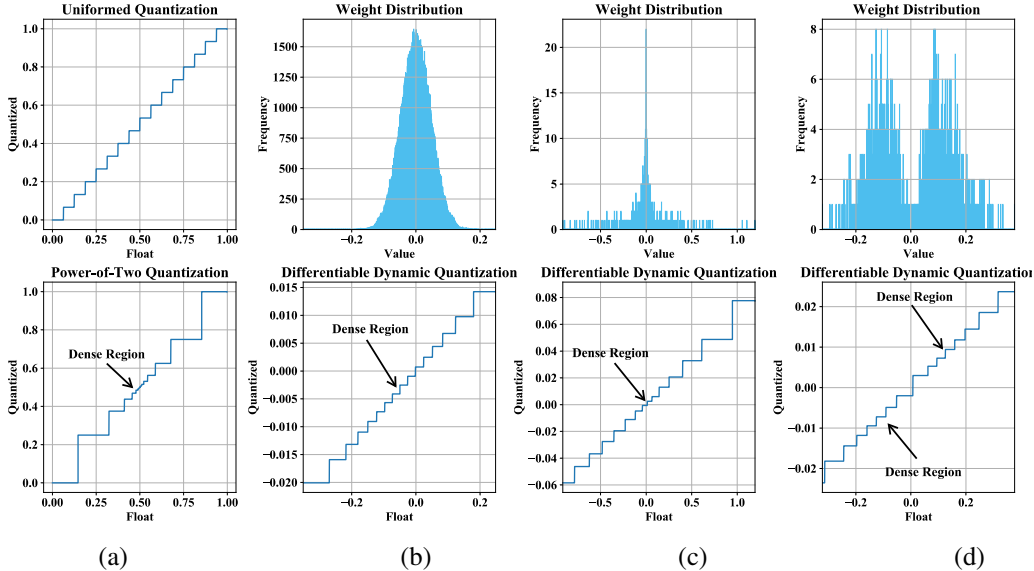 Uniformed Quantization
Quantized
1.0
0.8
0.6
0.4
0.2
0.0
0.00 0.25 0.50 0.75 1.00
Float
Weight Distribution
Frequency
1500
1250
1000
750
500
250
0
−0.2 0.0 0.2
Value
Weight Distribution
Frequency
20
15
10
5
0
−0.5 0.0 0.5 1.0
Value
Weight Distribution
Frequency
8
6
4
2
0
−0.2 0.0 0.2
Value
Power-of-Two Quantization
Quantized
1.0
0.8
0.6
0.4
0.2
0.0
Dense Region
0.00 0.25 0.50 0.75 1.00
Float
Differentiable Dynamic Quantization
Quantized
0.015
0.010
0.005
0.000
−0.005
−0.010
−0.015
−0.020
Dense Region
−0.2 0.0 0.2
Float
Differentiable Dynamic Quantization
Quantized
0.08
0.06
0.04
0.02
0.00
−0.02
−0.04
−0.06
Dense Region
−0.5 0.0 0.5 1.0
Float
Differentiable Dynamic Quantization
Quantized
0.02
0.01
0.00
−0.01
−0.02
Dense Region
Dense Region
−0.2 0.0 0.2
Float
(a) (b) (c) (d)